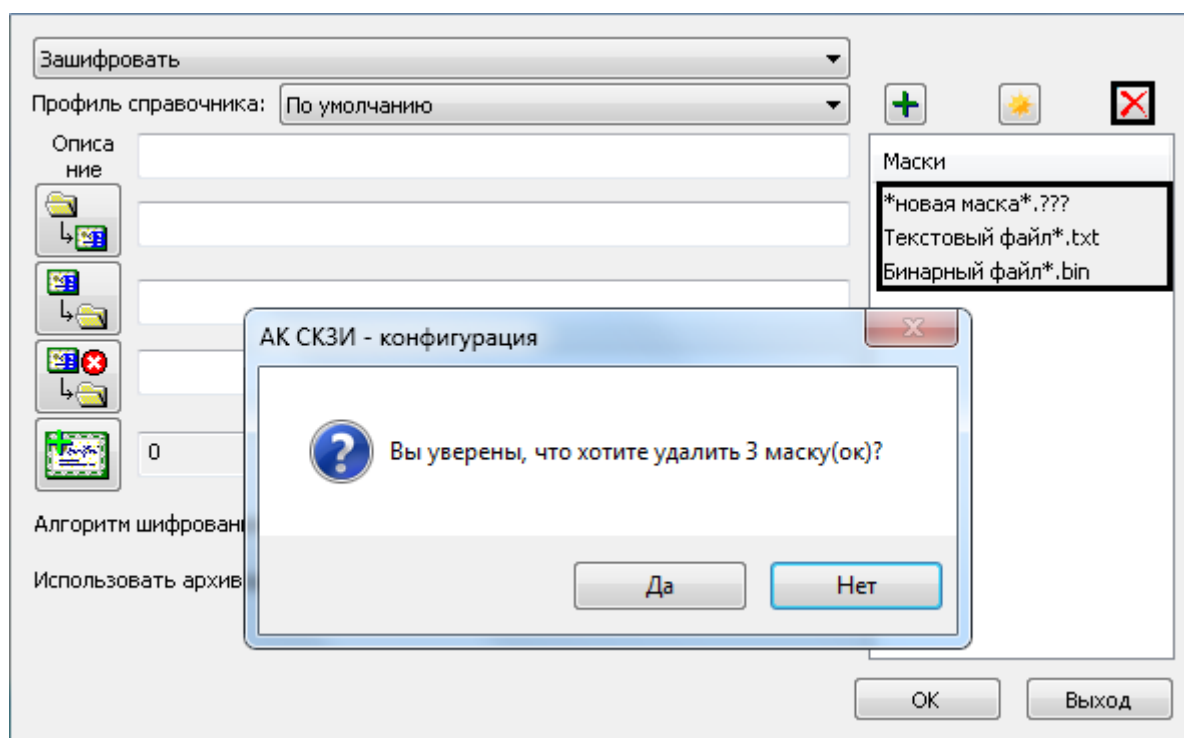 Зашифровать
Профиль справочника: По умолчанию
Описа
ние
Маски
*новая маска*.???
Текстовый файл*.txt
Бинарный файл*.bin
АК СКЗИ - конфигурация
Вы уверены, что хотите удалить 3 маску(ок)?
0
Алгоритм
Использовать архив
Да Нет
ОК Выход